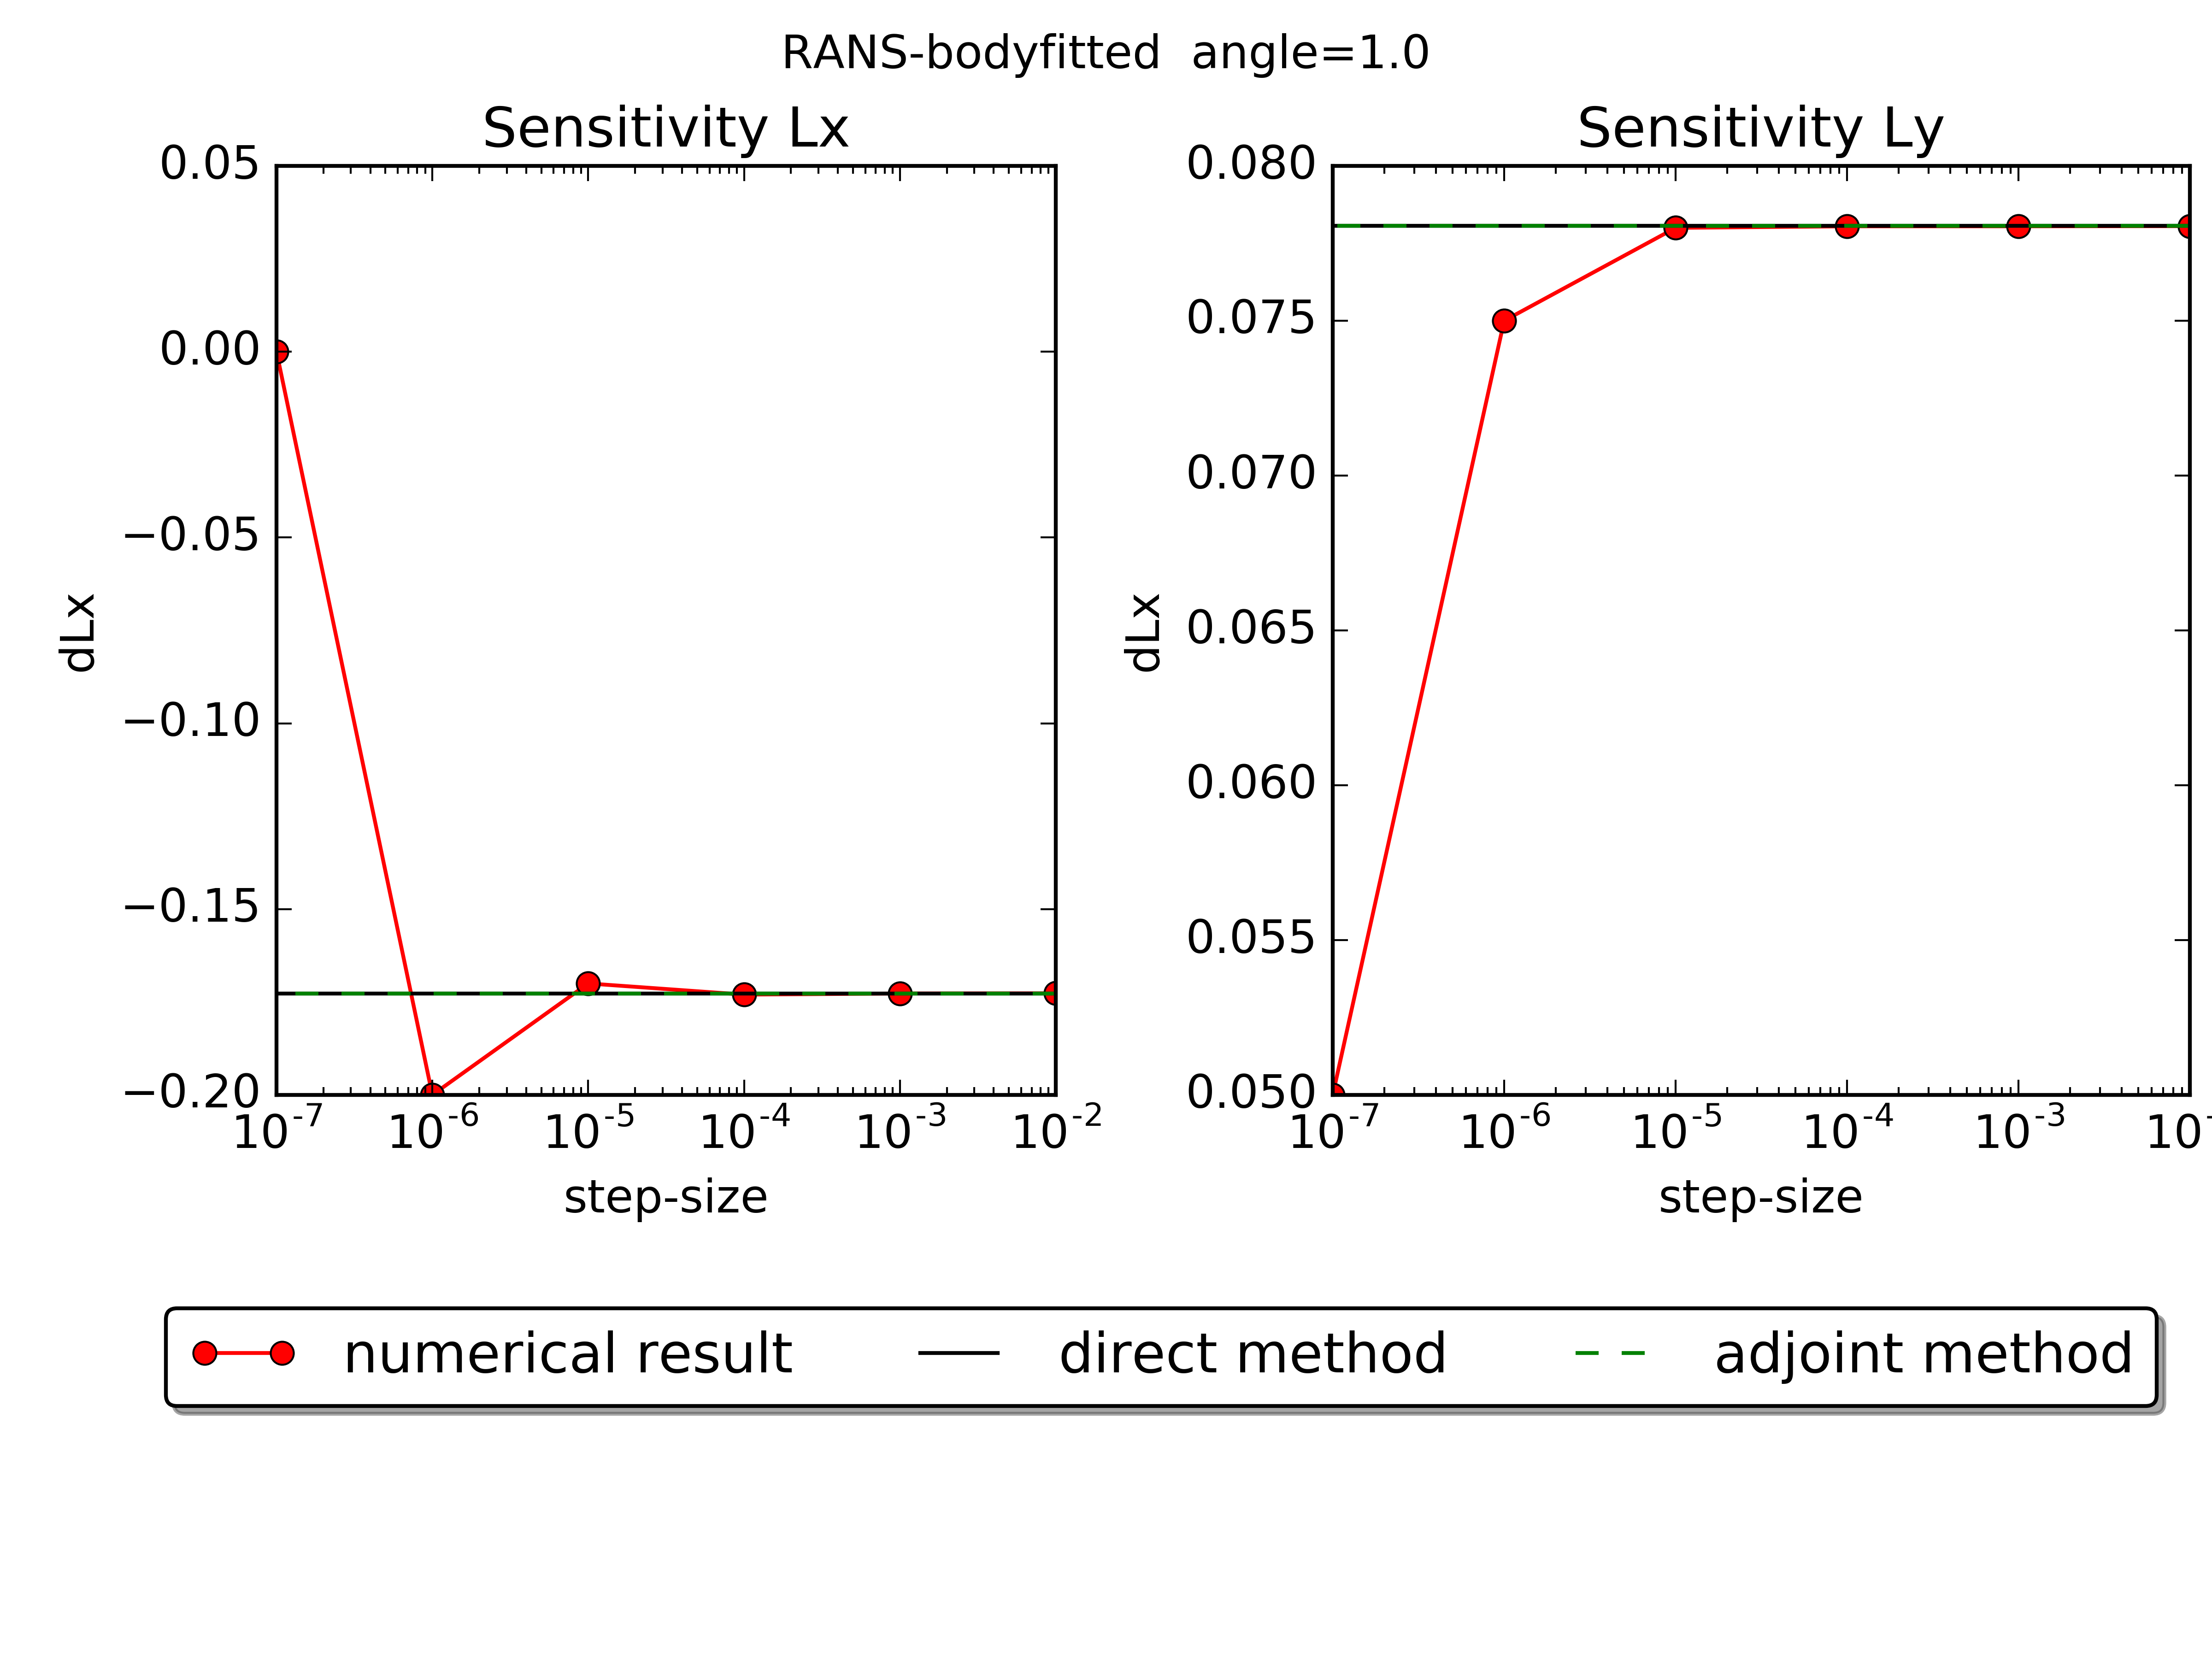 RANS-bodyfitted  angle=1.0
Sensitivity Lx
0.05
0.00
−0.05
−0.10
−0.15
−0.20
dLx
10^-7 10^-6 10^-5 10^-4 10^-3 10^-2
step-size
Sensitivity Ly
0.080
0.075
0.070
0.065
0.060
0.055
0.050
dLx
10^-7 10^-6 10^-5 10^-4 10^-3 10^-
step-size
numerical result direct method adjoint method